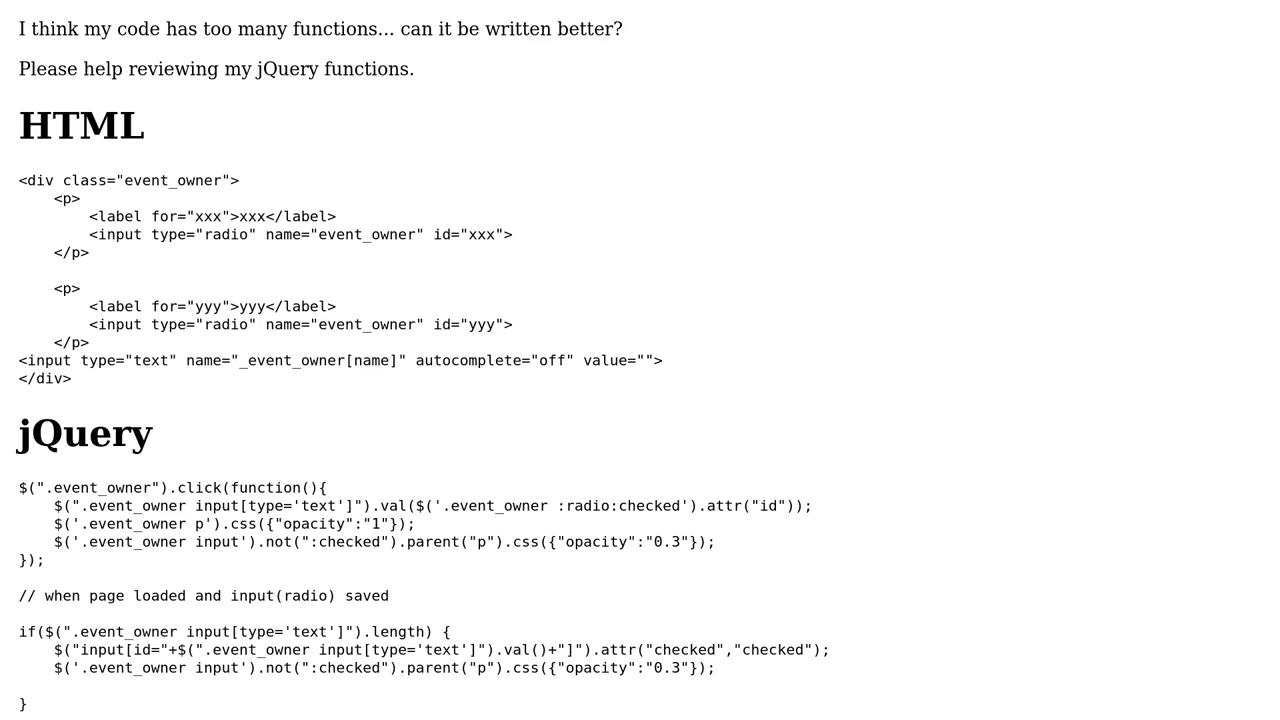 I think my code has too many functions... can it be written better?
Please help reviewing my jQuery functions.
HTML
<div class="event_owner">
    <p>
        <label for="xxx">xxx</label>
        <input type="radio" name="event_owner" id="xxx">
    </p>

    <p>
        <label for="yyy">yyy</label>
        <input type="radio" name="event_owner" id="yyy">
    </p>
<input type="text" name="_event_owner[name]" autocomplete="off" value="">
</div>
jQuery
$(".event_owner").click(function(){
    $(".event_owner input[type='text']").val($('.event_owner :radio:checked').attr("id"));
    $('.event_owner p').css({"opacity":"1"});
    $('.event_owner input').not(":checked").parent("p").css({"opacity":"0.3"});
});

// when page loaded and input(radio) saved

if($(".event_owner input[type='text']").length) {
    $("input[id="+$(".event_owner input[type='text']").val()+"]").attr("checked","checked");
    $('.event_owner input').not(":checked").parent("p").css({"opacity":"0.3"});

}